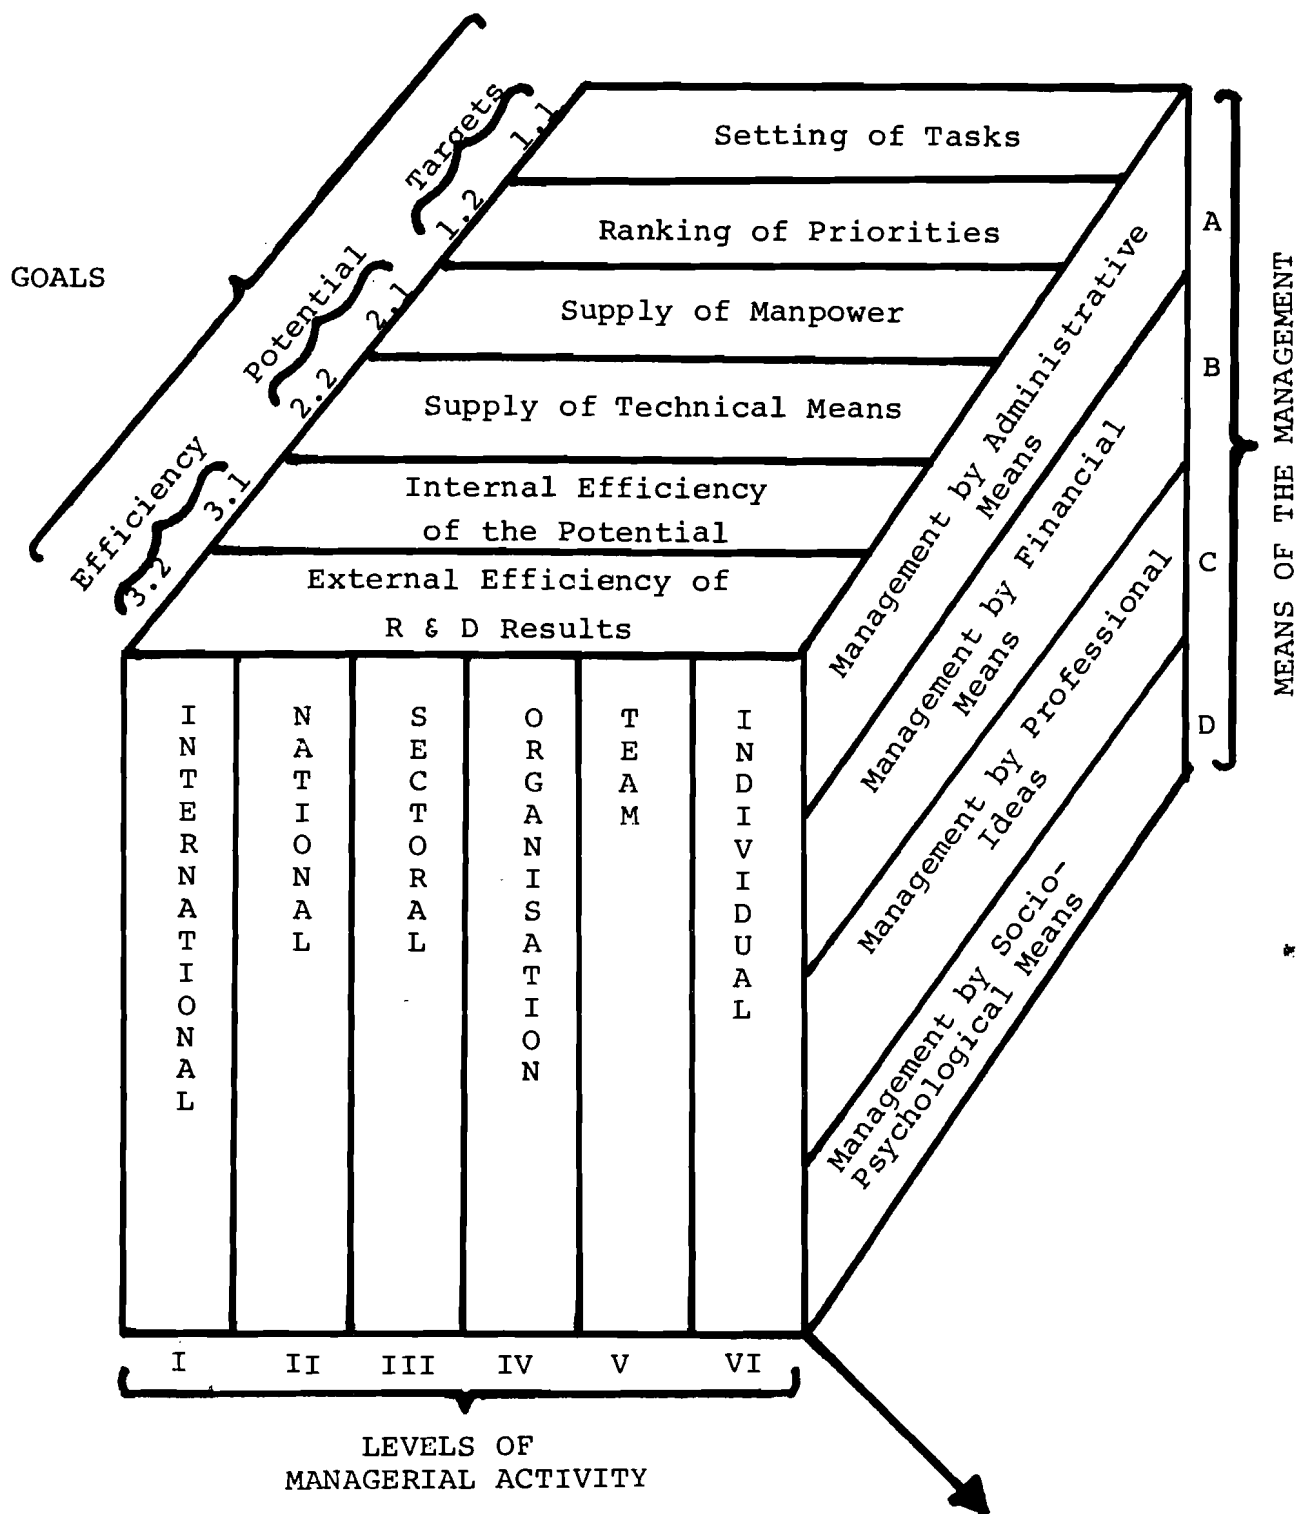 GOALS
Targets
1.1
1.2
Potential
2.1
2.2
Efficiency
3.1
3.2
Setting of Tasks
Ranking of Priorities
Supply of Manpower
Supply of Technical Means
Internal Efficiency
of the Potential
External Efficiency of
R & D Results
Management by Administrative
Means
Management by Financial
Means
Management by Professional
Ideas
Management by Socio-
Psychological Means
A
B
C
D
MEANS OF THE MANAGEMENT
INTERNATIONAL
NATIONAL
SECTORAL
ORGANISATION
TEAM
INDIVIDUAL
I II III IV V VI
LEVELS OF
MANAGERIAL ACTIVITY